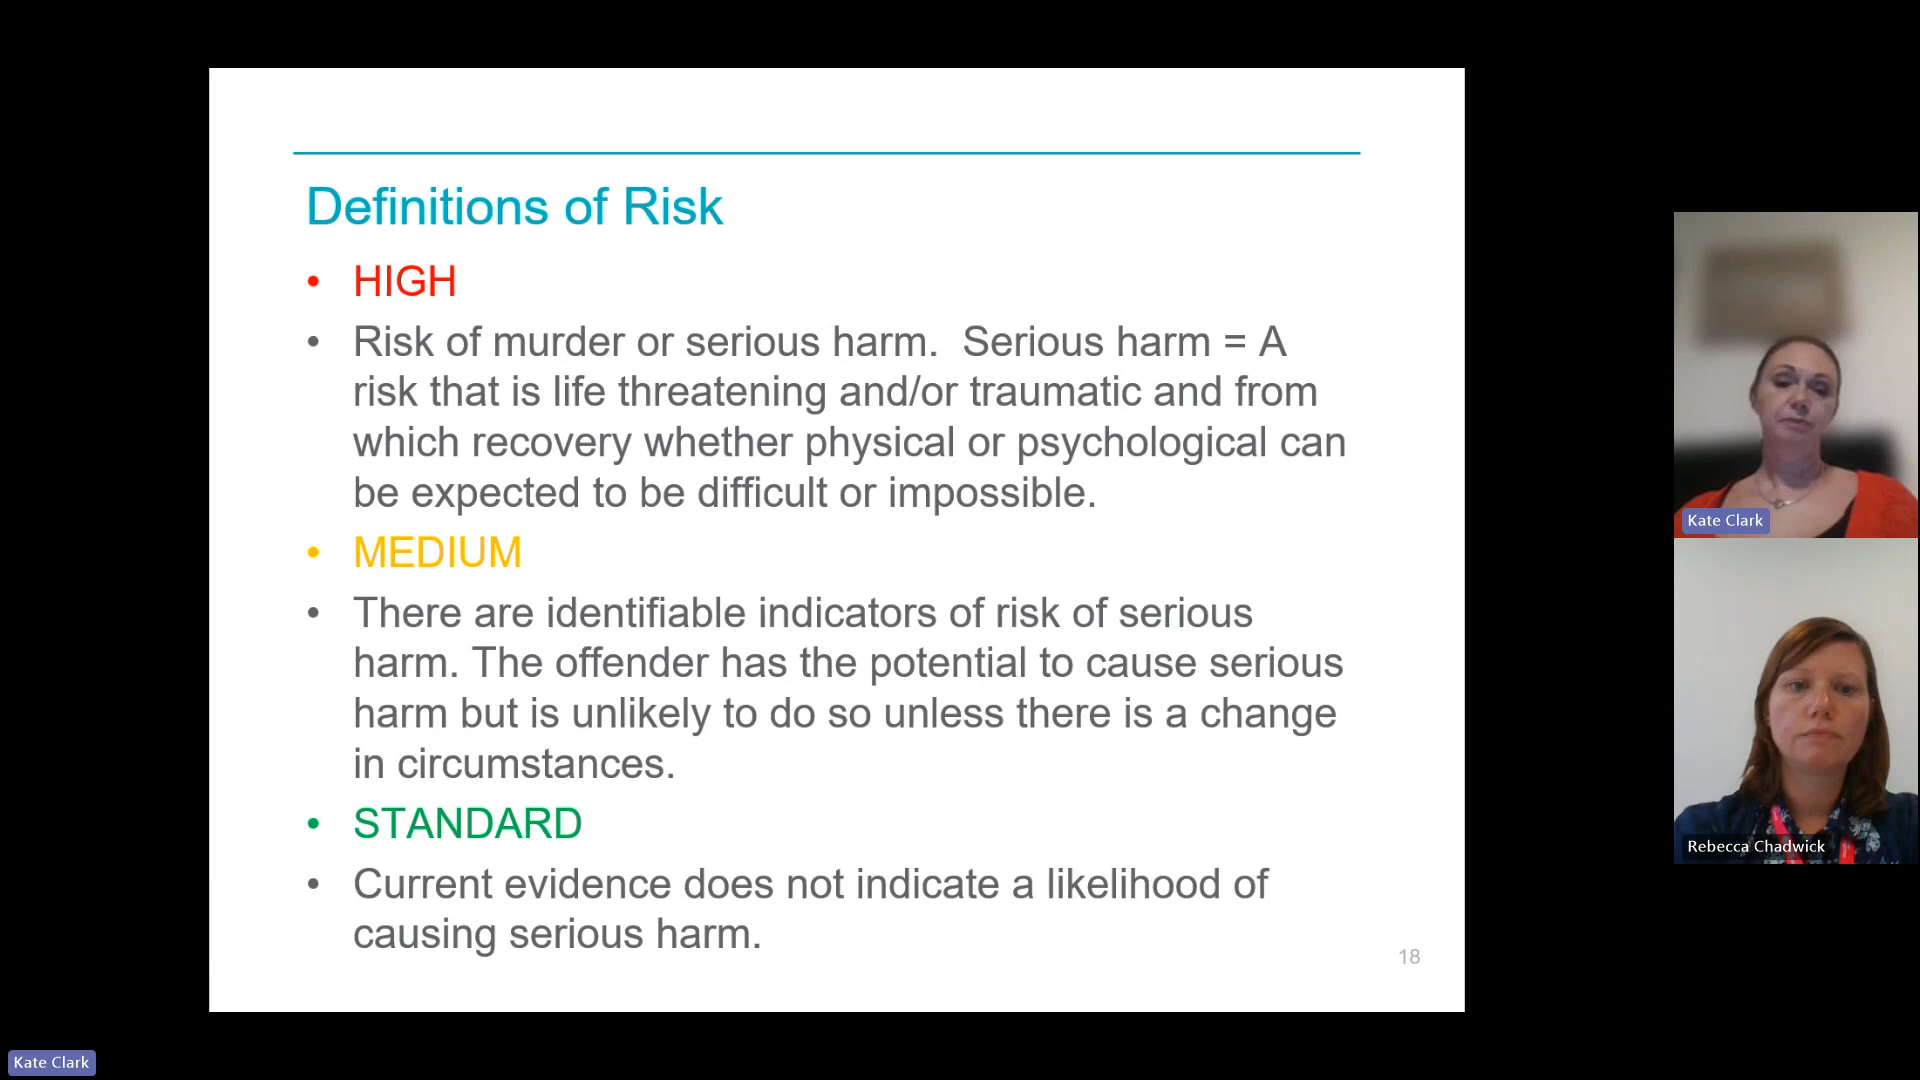 Definitions of Risk
• HIGH
• Risk of murder or serious harm.  Serious harm = A
risk that is life threatening and/or traumatic and from
which recovery whether physical or psychological can
be expected to be difficult or impossible.
• MEDIUM
• There are identifiable indicators of risk of serious
harm. The offender has the potential to cause serious
harm but is unlikely to do so unless there is a change
in circumstances.
• STANDARD
• Current evidence does not indicate a likelihood of
causing serious harm.
18
Kate Clark
Rebecca Chadwick
Kate Clark